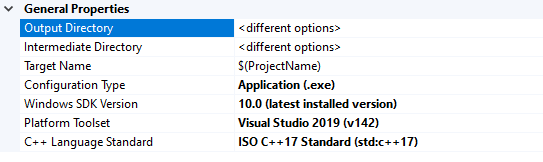 General Properties
Output Directory <different options>
Intermediate Directory <different options>
Target Name $(ProjectName)
Configuration Type Application (.exe)
Windows SDK Version 10.0 (latest installed version)
Platform Toolset Visual Studio 2019 (v142)
C++ Language Standard ISO C++17 Standard (std:c++17)